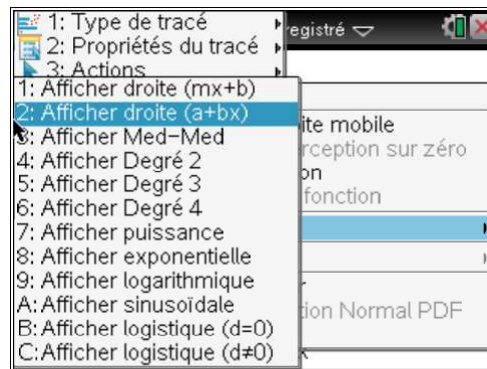 1: Type de tracé
2: Propriétés du tracé
3: Actions
1: Afficher droite (mx+b)
2: Afficher droite (a+bx)
3: Afficher Med-Med
4: Afficher Degré 2
5: Afficher Degré 3
6: Afficher Degré 4
7: Afficher puissance
8: Afficher exponentielle
9: Afficher logarithmique
A: Afficher sinusoïdale
B: Afficher logistique (d=0)
C: Afficher logistique (d≠0)
egistré
ite mobile
rception sur zéro
on
fonction
ion Normal PDF